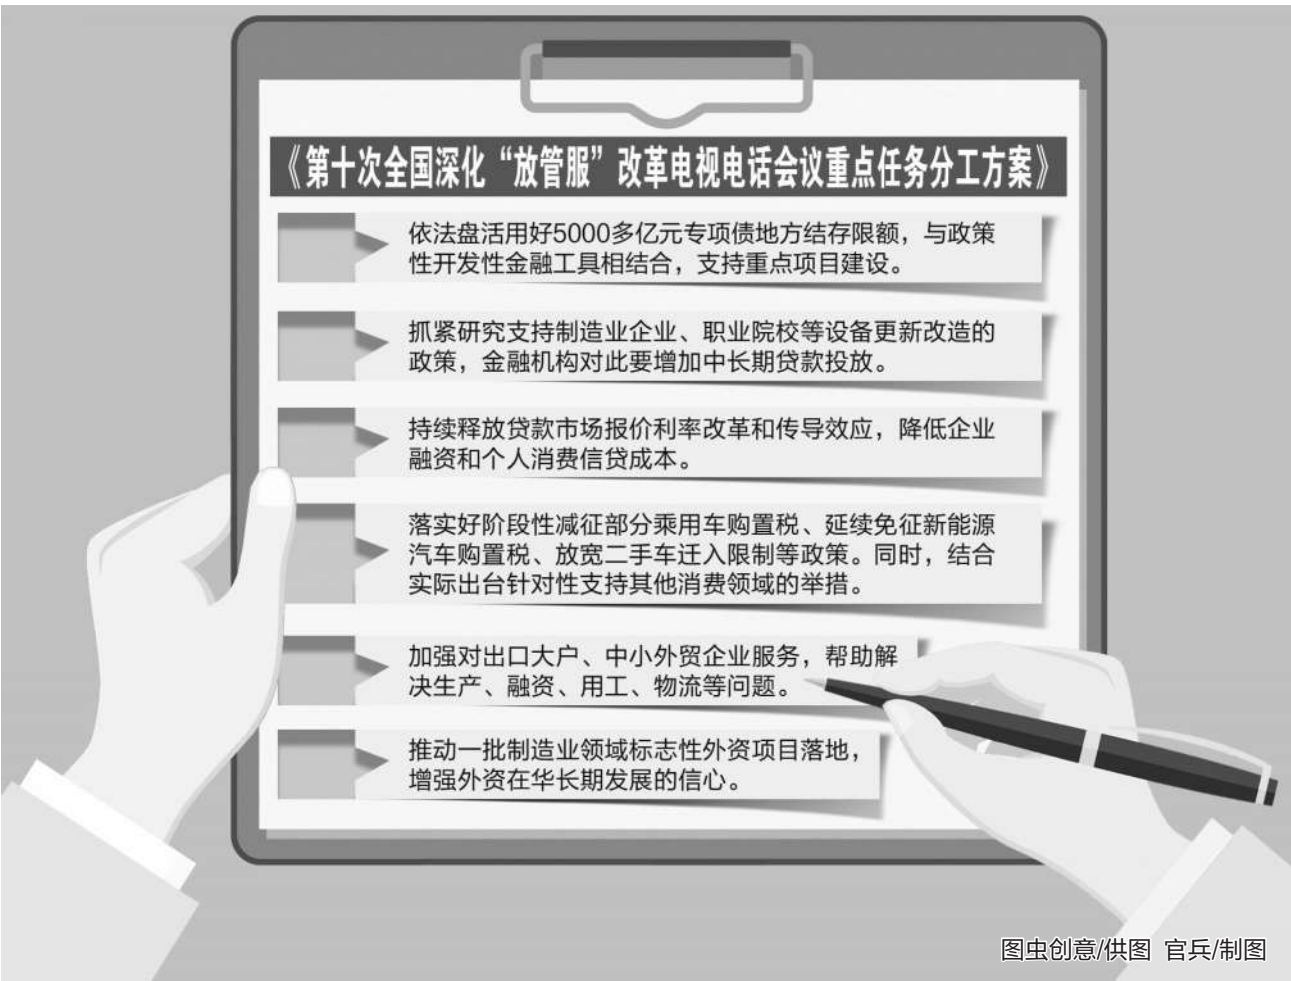 《第十次全国深化“放管服”改革电视电话会议重点任务分工方案》
依法盘活用好5000多亿元专项债地方结存限额，与政策
性开发性金融工具相结合，支持重点项目建设。
抓紧研究支持制造业企业、职业院校等设备更新改造的
政策，金融机构对此要增加中长期贷款投放。
持续释放贷款市场报价利率改革和传导效应，降低企业
融资和个人消费信贷成本。
落实好阶段性减征部分乘用车购置税、延续免征新能源
汽车购置税、放宽二手车迁入限制等政策。同时，结合
实际出台针对性支持其他消费领域的举措。
加强对出口大户、中小外贸企业服务，帮助解
决生产、融资、用工、物流等问题。
推动一批制造业领域标志性外资项目落地，
增强外资在华长期发展的信心。
图虫创意/供图 官兵/制图